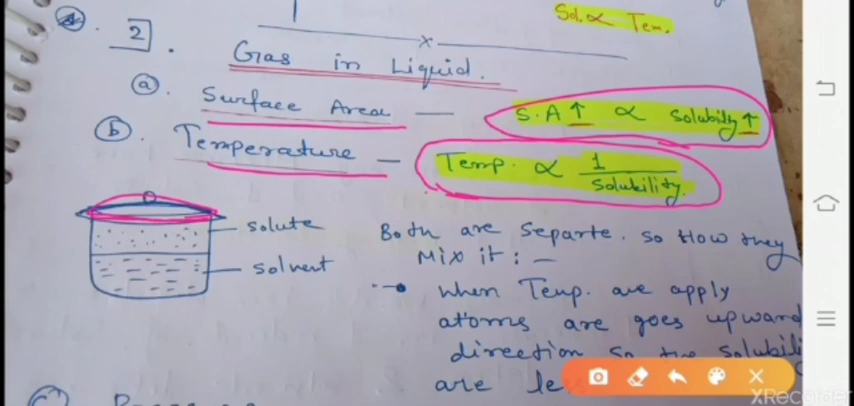 Sol. ∝ Tem.
2 .
Gas in Liquid.
(a). Surface Area — S.A ↑ ∝ Solubility ↑
(b). Temperature — Temp. ∝ 1/Solubility.
solute
solvent
Both are Separte. So How they
Mix it : —
When Temp. are apply
atoms are goes upward
direction so the Solubili
are le
XRecorder